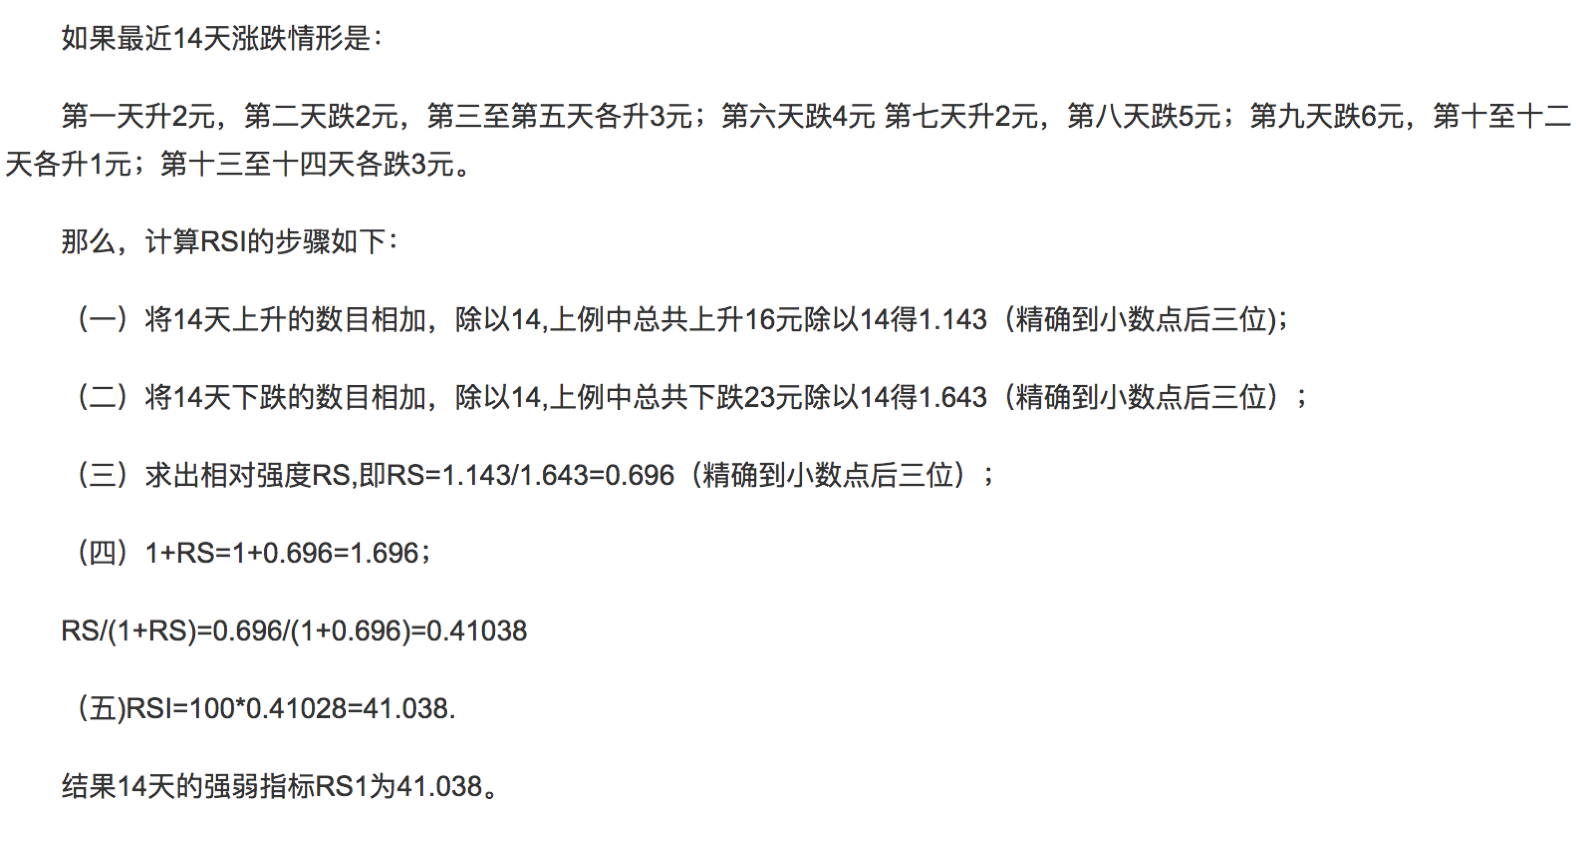 如果最近14天涨跌情形是：
第一天升2元，第二天跌2元，第三至第五天各升3元；第六天跌4元 第七天升2元，第八天跌5元；第九天跌6元，第十至十二
天各升1元；第十三至十四天各跌3元。
那么，计算RSI的步骤如下：
（一）将14天上升的数目相加，除以14,上例中总共上升16元除以14得1.143（精确到小数点后三位)；
（二）将14天下跌的数目相加，除以14,上例中总共下跌23元除以14得1.643（精确到小数点后三位）；
（三）求出相对强度RS,即RS=1.143/1.643=0.696（精确到小数点后三位）；
（四）1+RS=1+0.696=1.696；
RS/(1+RS)=0.696/(1+0.696)=0.41038
（五)RSI=100*0.41028=41.038.
结果14天的强弱指标RS1为41.038。